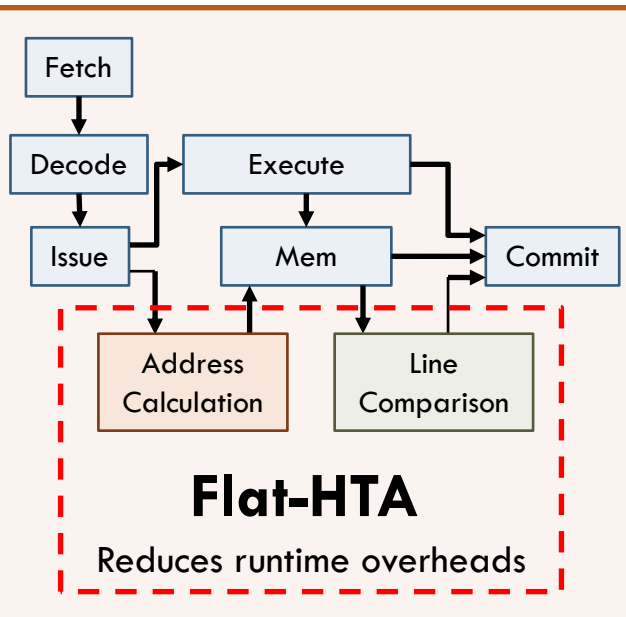 Fetch
Decode
Execute
Issue
Mem
Commit
Address
Calculation
Line
Comparison
Flat-HTA
Reduces runtime overheads